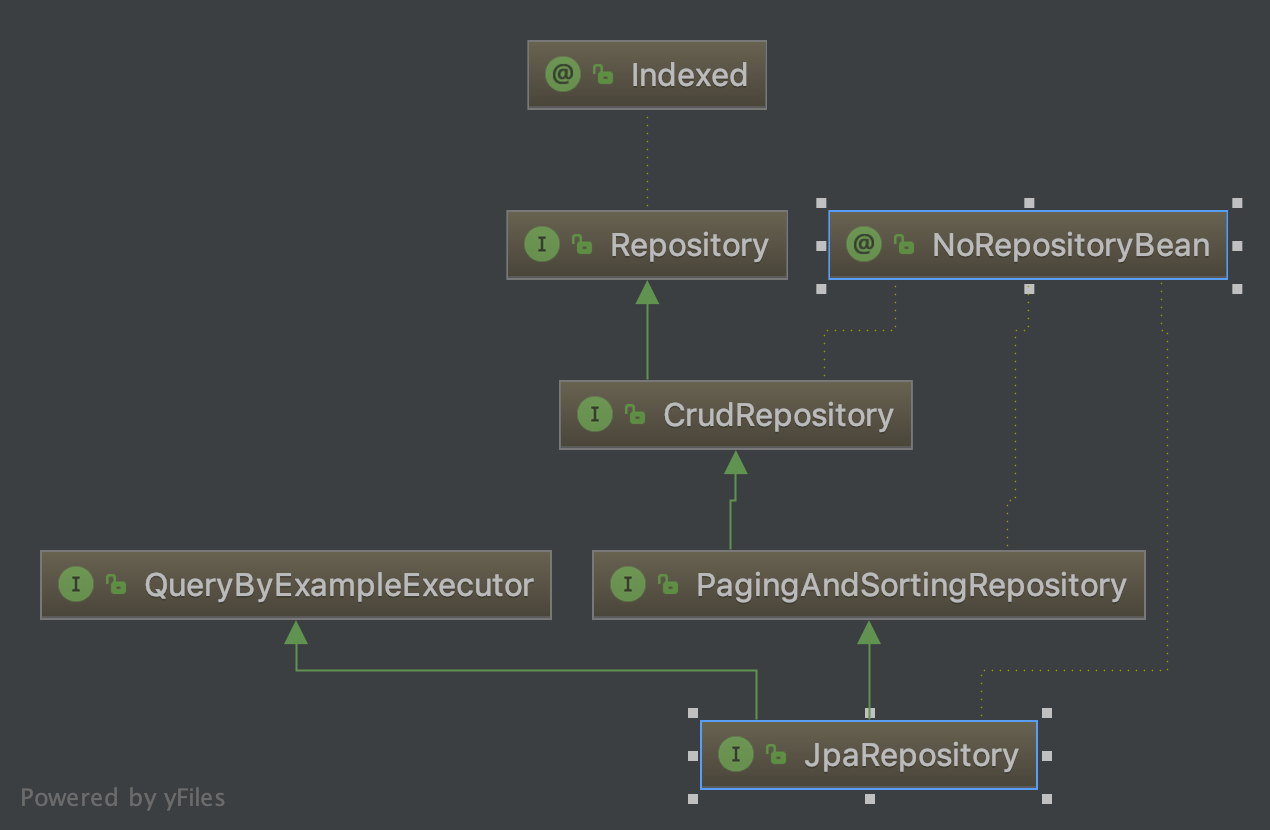 @ Indexed
I Repository
@ NoRepositoryBean
I CrudRepository
I QueryByExampleExecutor
I PagingAndSortingRepository
I JpaRepository
Powered by yFiles